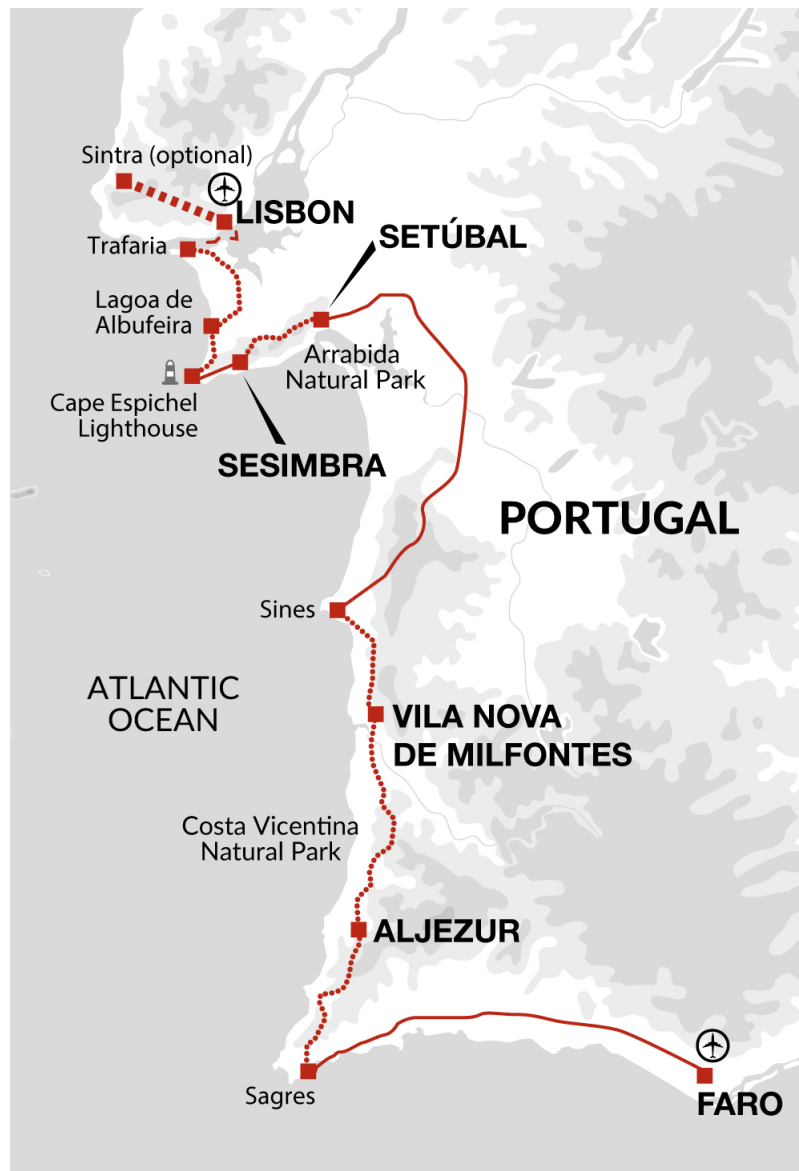 Sintra (optional)
LISBON
Trafaria
SETÚBAL
Lagoa de
Albufeira
Arrabida
Natural Park
Cape Espichel
Lighthouse
SESIMBRA
PORTUGAL
Sines
ATLANTIC
OCEAN
VILA NOVA
DE MILFONTES
Costa Vicentina
Natural Park
ALJEZUR
Sagres
FARO